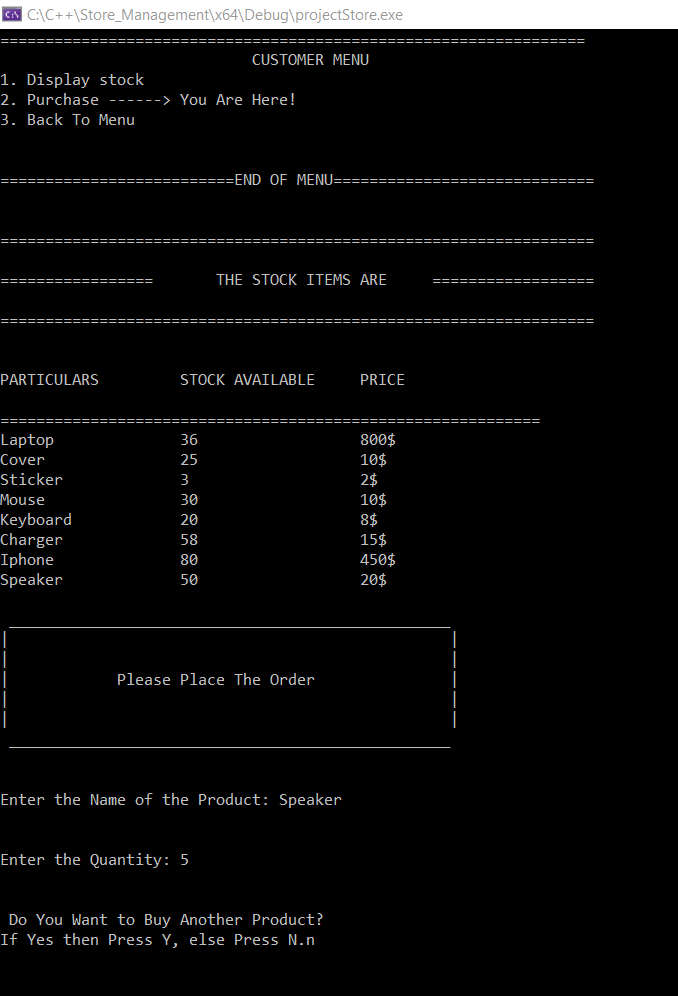 C:\C++\Store_Management\x64\Debug\projectStore.exe
=================================================================
CUSTOMER MENU
1. Display stock
2. Purchase ------> You Are Here!
3. Back To Menu
==========================END OF MENU=============================
==================================================================
================= THE STOCK ITEMS ARE ==================
==================================================================
PARTICULARS STOCK AVAILABLE PRICE
============================================================
Laptop 36 800$
Cover 25 10$
Sticker 3 2$
Mouse 30 10$
Keyboard 20 8$
Charger 58 15$
Iphone 80 450$
Speaker 50 20$
Please Place The Order
Enter the Name of the Product: Speaker
Enter the Quantity: 5
Do You Want to Buy Another Product?
If Yes then Press Y, else Press N.n